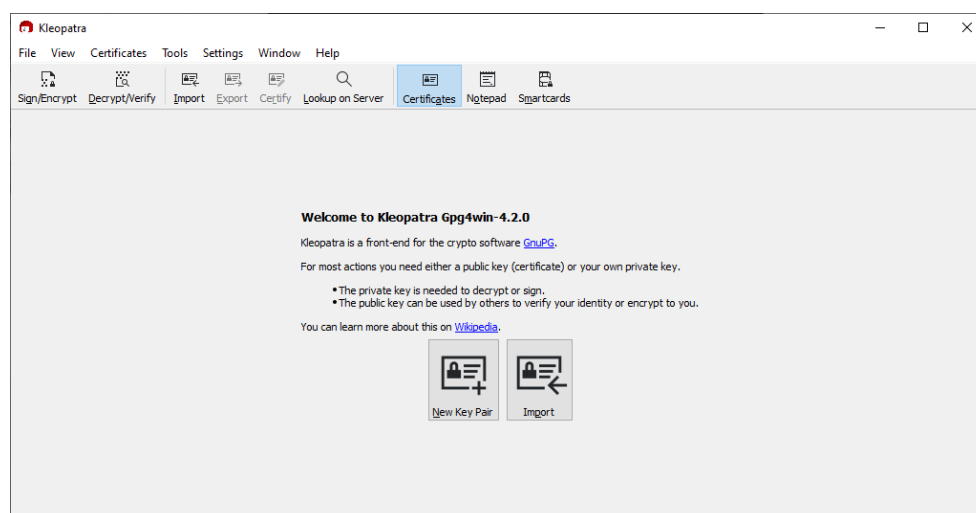 Kleopatra
File View Certificates Tools Settings Window Help
Sign/Encrypt Decrypt/Verify Import Export Certify Lookup on Server Certificates Notepad Smartcards
Welcome to Kleopatra Gpg4win-4.2.0
Kleopatra is a front-end for the crypto software GnuPG.
For most actions you need either a public key (certificate) or your own private key.
•The private key is needed to decrypt or sign.
•The public key can be used by others to verify your identity or encrypt to you.
You can learn more about this on Wikipedia.
New Key Pair Import